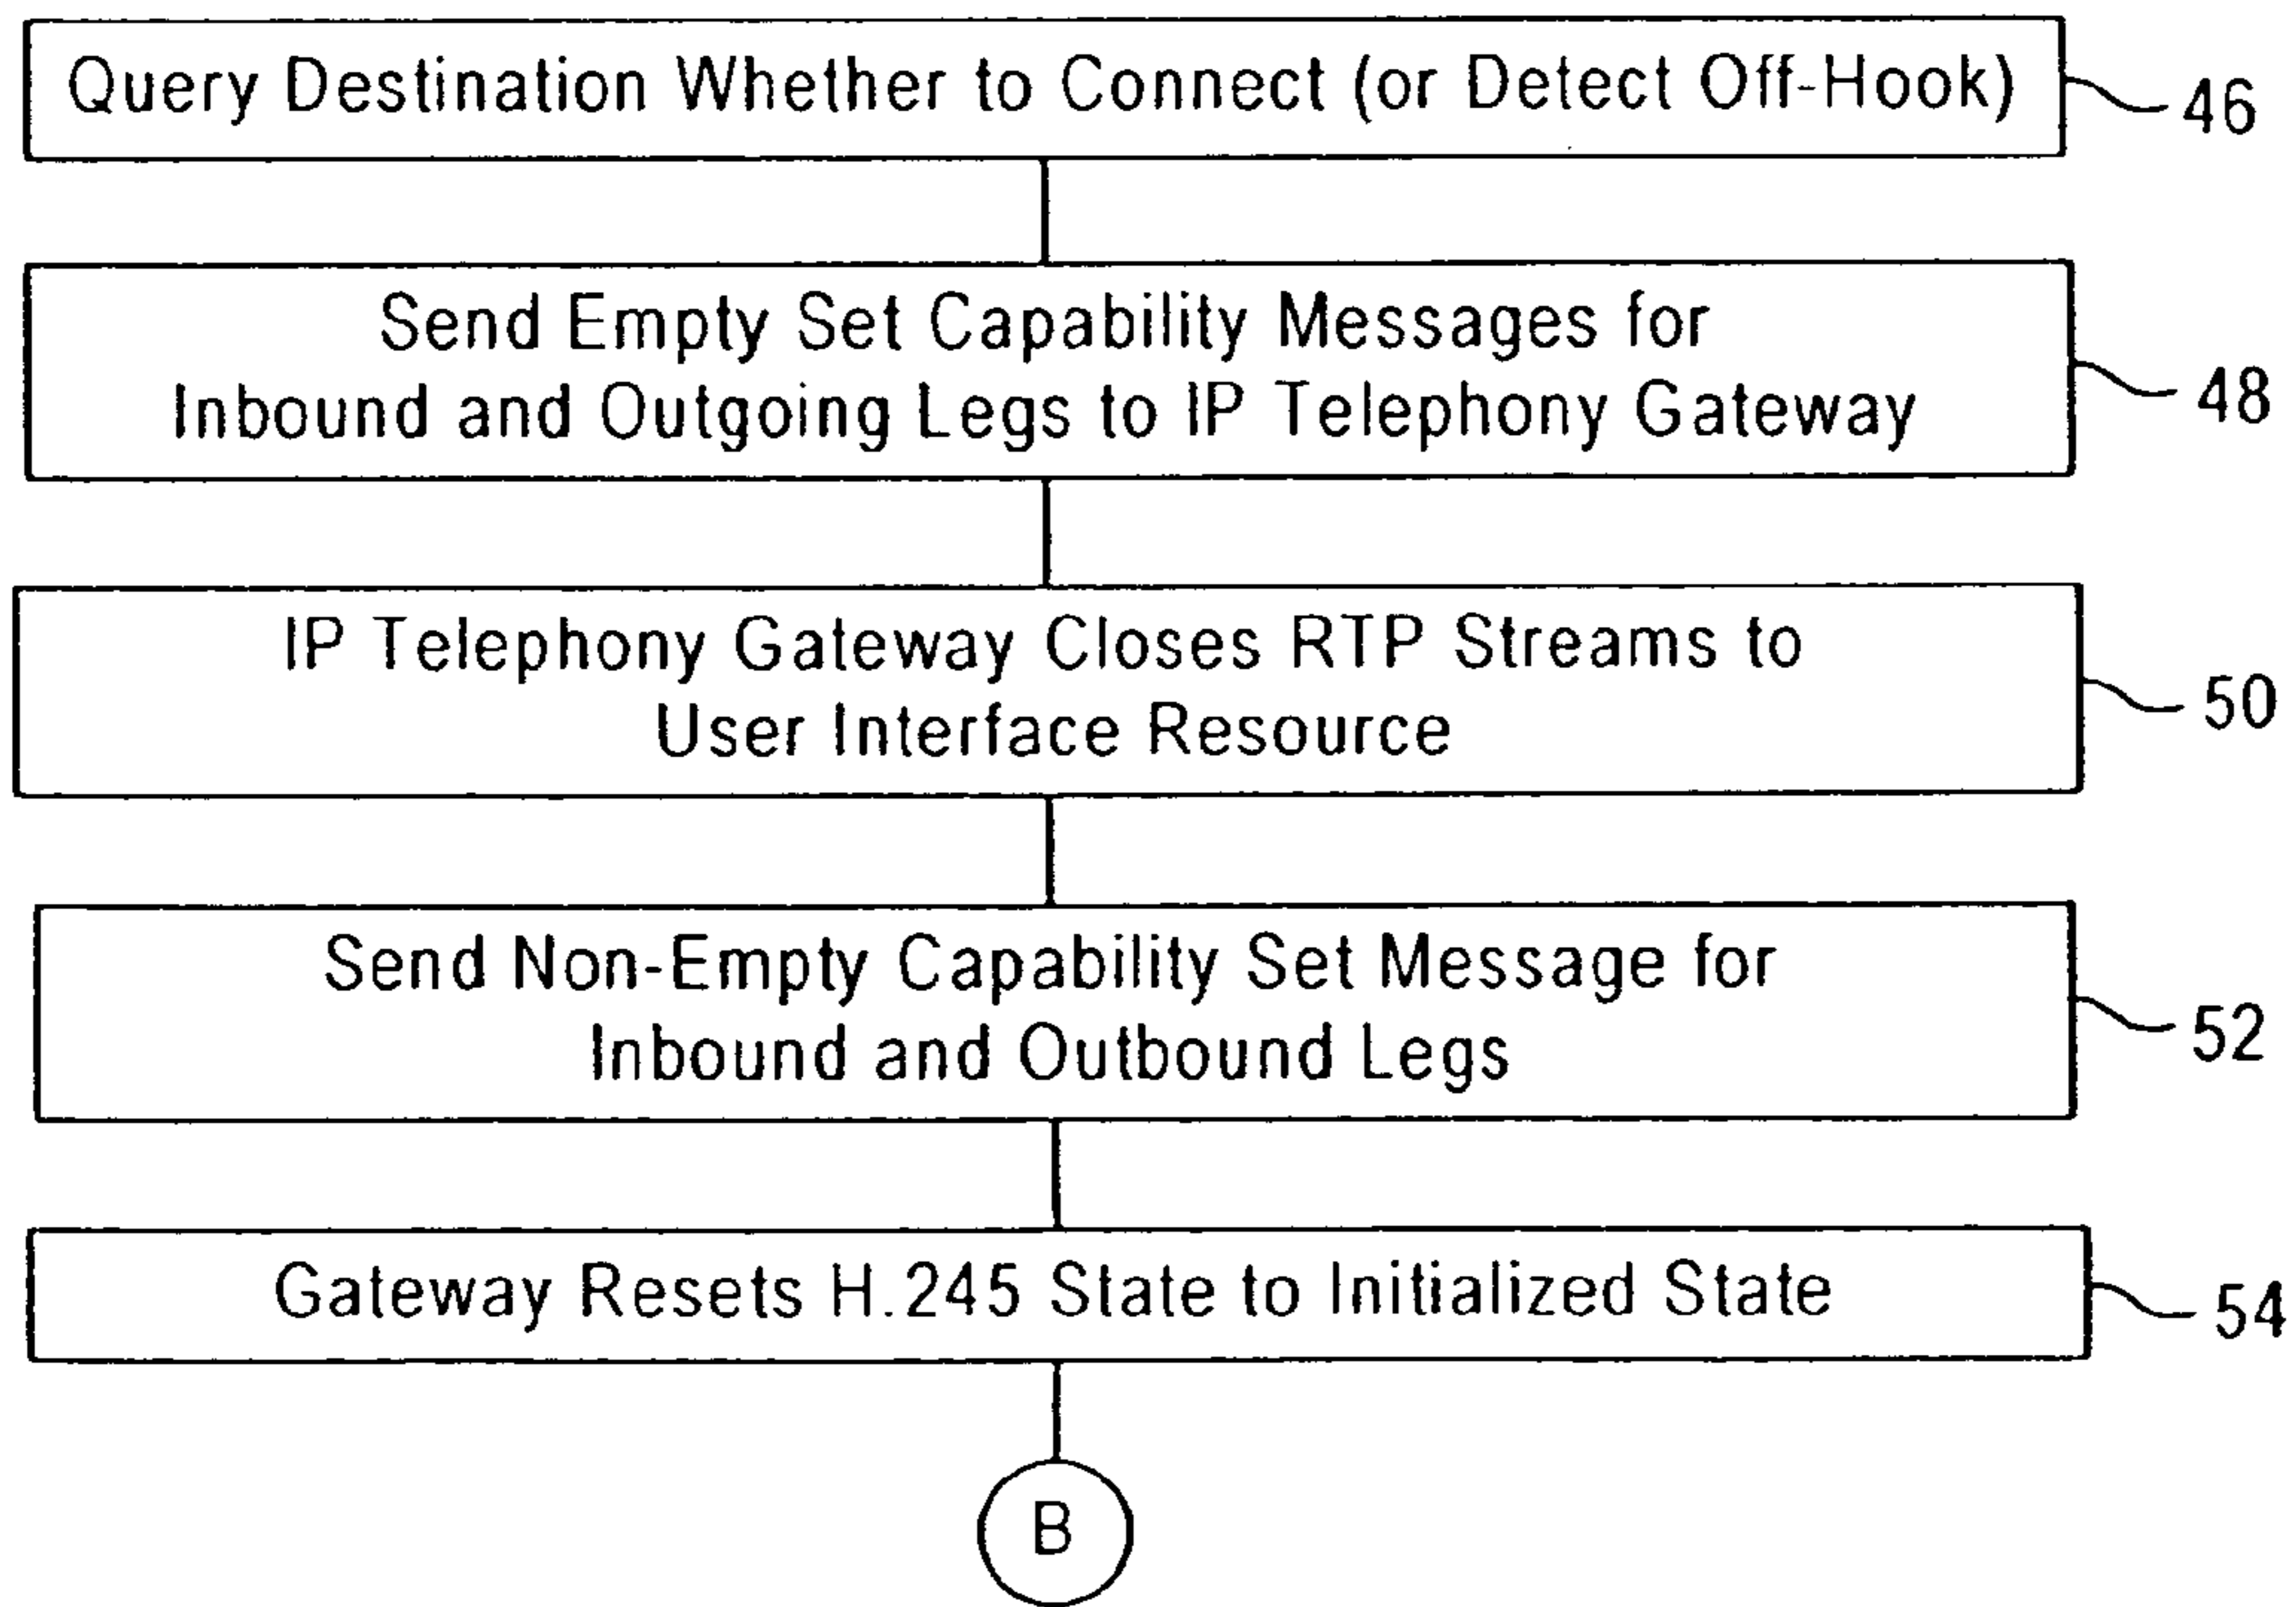 Query Destination Whether to Connect (or Detect Off-Hook)
46
Send Empty Set Capability Messages for
Inbound and Outgoing Legs to IP Telephony Gateway
48
IP Telephony Gateway Closes RTP Streams to
User Interface Resource
50
Send Non-Empty Capability Set Message for
Inbound and Outbound Legs
52
Gateway Resets H.245 State to Initialized State
54
B